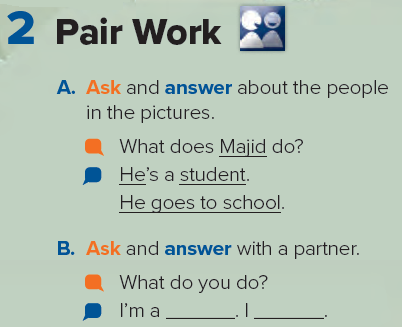 2 Pair Work
A. Ask and answer about the people
in the pictures.
What does Majid do?
He's a student.
He goes to school.
B. Ask and answer with a partner.
What do you do?
I'm a _______. I _______.